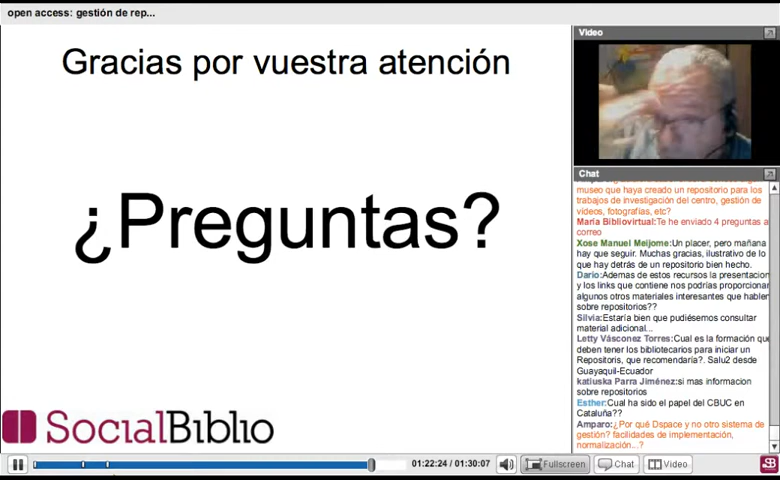 open access: gestión de rep...
Gracias por vuestra atención
¿Preguntas?
SocialBiblio
Video
Chat
museo que haya creado un repositorio para los
trabajos de investigación del centro, gestión de
vídeos, fotografías, etc?
María Bibliovirtual:Te he enviado 4 preguntas al
correo
Xose Manuel Meijome:Un placer, pero mañana
hay que seguir. Muchas gracias, ilustrativo de lo
que hay detrás de un repositorio bien hecho.
Darío:Ademas de estos recursos la presentacion
y los links que contiene nos podrías proporcionar
algunos otros materiales interesantes que hablen
sobre repositorios??
Silvia:Estaría bien que pudiésemos consultar
material adicional...
Letty Vásconez Torres:Cual es la formación que
deben tener los bibliotecarios para iniciar un
Repositoris, que recomendaría?. Salu2 desde
Guayaquil-Ecuador
katiuska Parra Jiménez:si mas informacion
sobre repositorios
Esther:Cual ha sido el papel del CBUC en
Cataluña??
Amparo:¿Por qué Dspace y no otro sistema de
gestión? facilidades de implementación,
normalización...?
01:22:24 / 01:30:07
Fullscreen
Chat
Video
SB